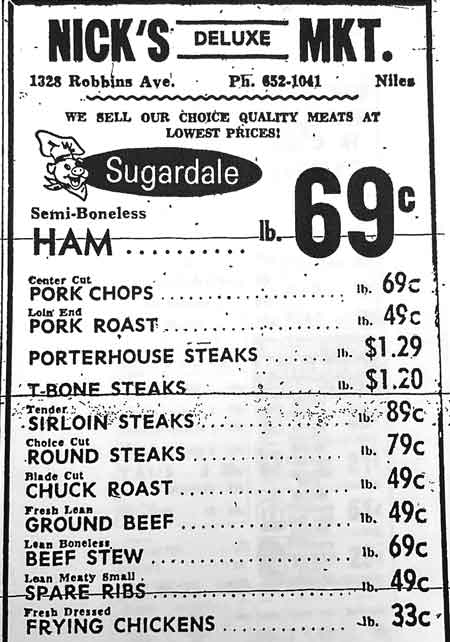 NICK'S DELUXE MKT.
1328 Robbins Ave. Ph. 652-1041 Niles
WE SELL OUR CHOICE QUALITY MEATS AT
LOWEST PRICES!
Sugardale
Semi-Boneless
HAM .......... lb. 69c
Center Cut
PORK CHOPS .................... lb. 69c
Loin End
PORK ROAST .................... lb. 49c
PORTERHOUSE STEAKS ........ lb. $1.29
T-BONE STEAKS ................ lb. $1.20
Tender
SIRLOIN STEAKS ................ lb. 89c
Choice Cut
ROUND STEAKS ................ lb. 79c
Blade Cut
CHUCK ROAST ................ lb. 49c
Fresh Lean
GROUND BEEF ................ lb. 49c
Lean Boneless
BEEF STEW .................... lb. 69c
Lean Meaty Small
SPARE RIBS .................... lb. 49c
Fresh Dressed
FRYING CHICKENS ............ lb. 33c